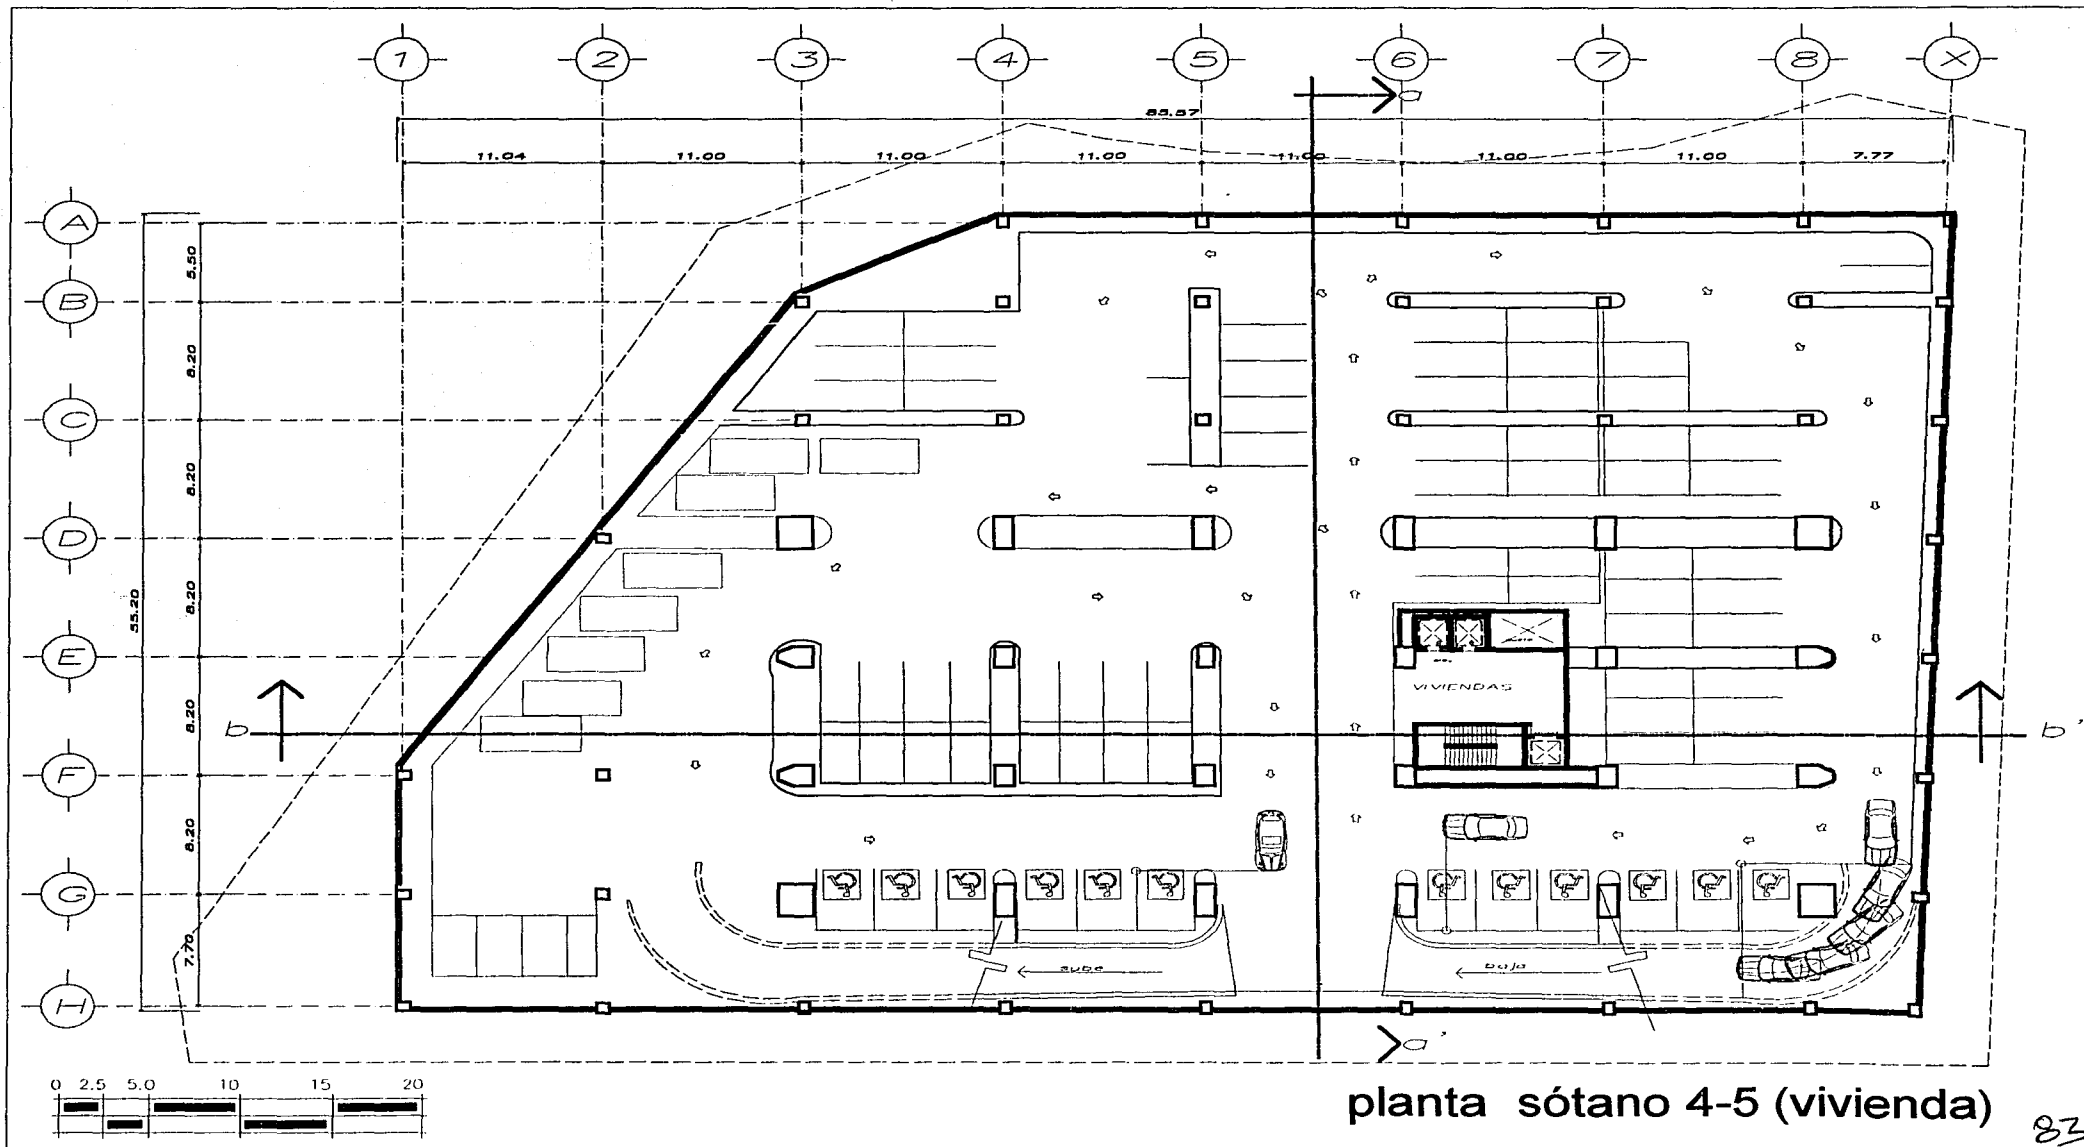 1 2 3 4 5 6 7 8 X
a
85.57
11.04 11.00 11.00 11.00 11.00 11.00 11.00 7.77
A
5.50
B
8.20
C
8.20
D
8.20
55.20
E
8.20
VIVIENDAS
b b'
F
8.20
G
7.70
sube baja
H
a'
0 2.5 5.0 10 15 20
planta sótano 4-5 (vivienda)
83